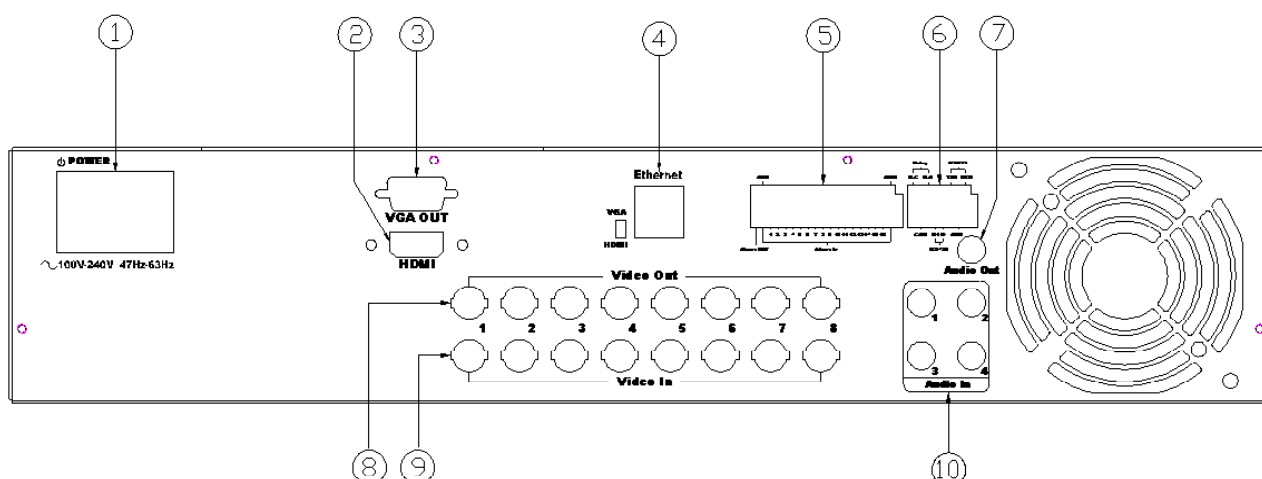 1
2
3
4
5
6
7
POWER
Ethernet
VGA OUT
VGA
HDMI
HDMI
100V-240V 47Hz-63Hz
Audio Out
Video Out
1 2 3 4 5 6 7 8
Video In
1 2
3 4
Audio In
8
9
10